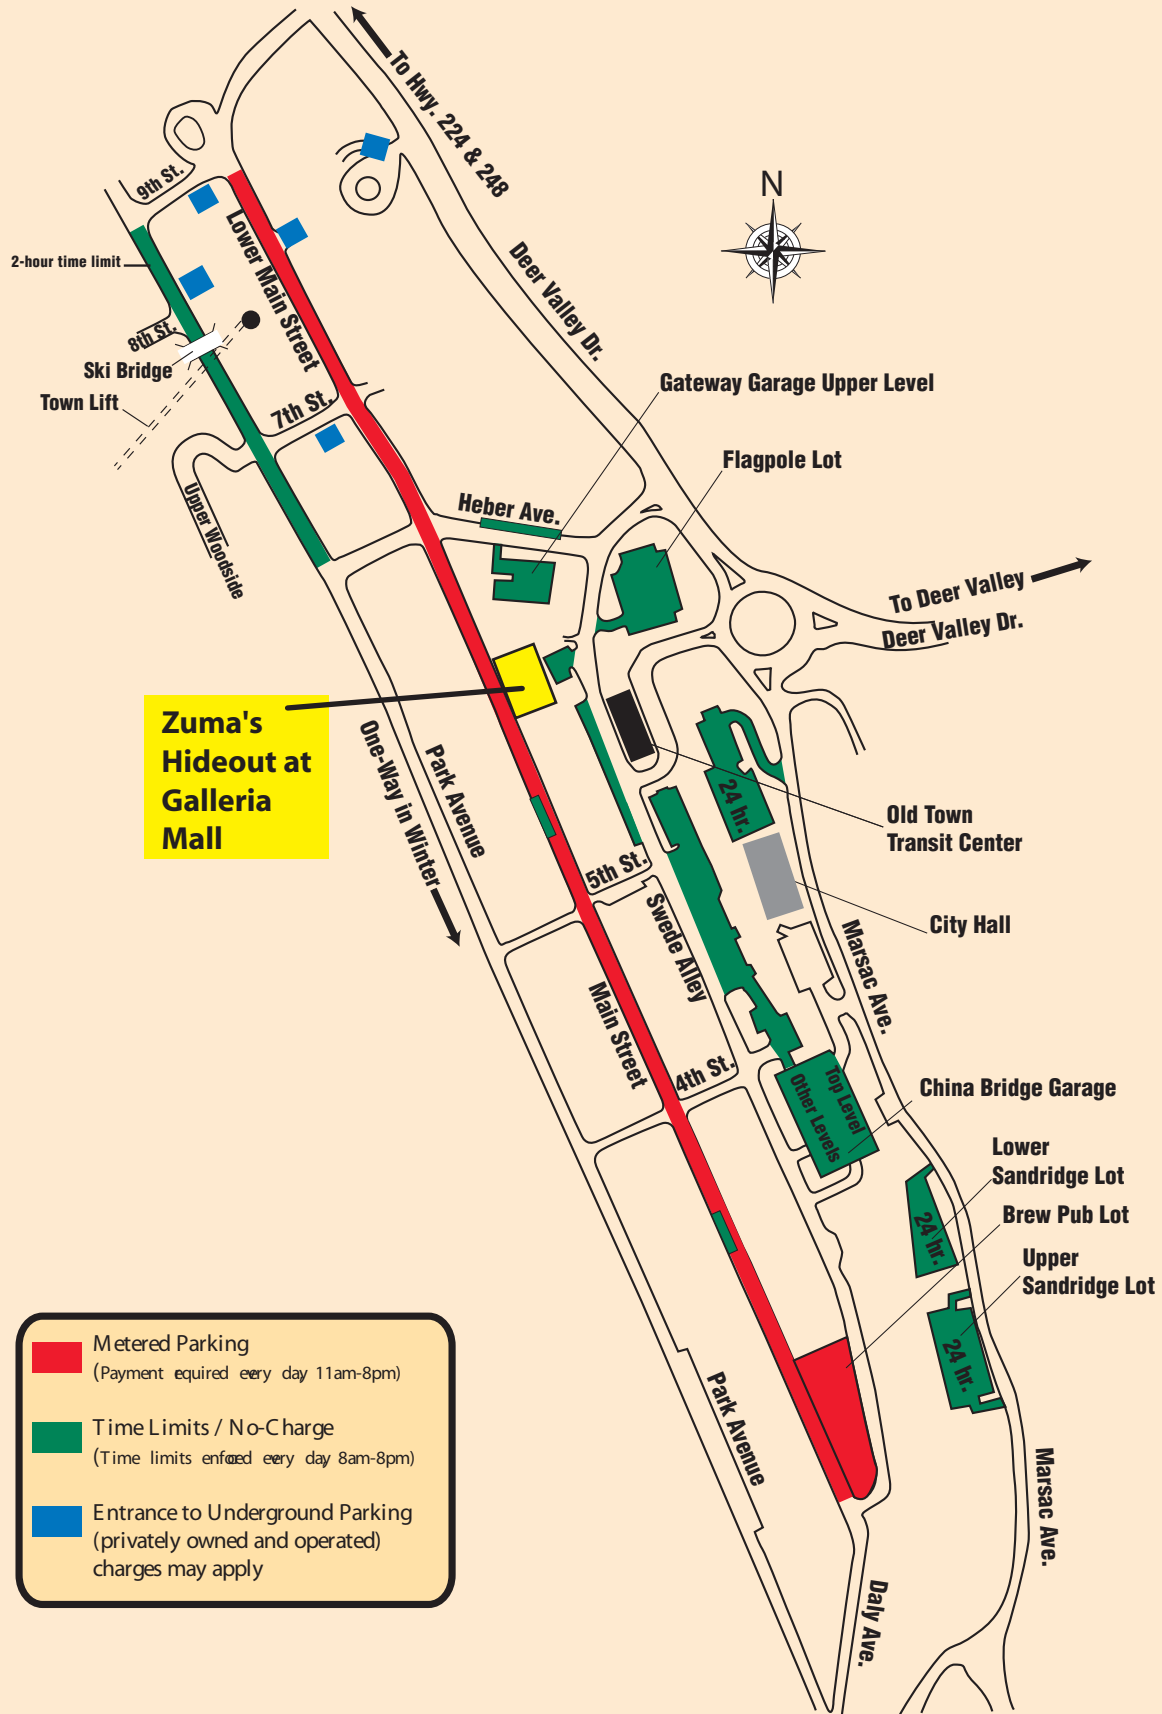 To Hwy. 224 & 248
N
9th St.
Lower Main Street
2-hour time limit
Deer Valley Dr.
8th St.
Ski Bridge
Town Lift
7th St.
Gateway Garage Upper Level
Flagpole Lot
Upper Woodside
Heber Ave.
To Deer Valley
Deer Valley Dr.
Zuma's
Hideout at
Galleria
Mall
One-Way in Winter
Park Avenue
24 hr.
Old Town
Transit Center
5th St.
Swede Alley
City Hall
Marsac Ave.
Main Street
4th St.
Top Level
Other Levels
China Bridge Garage
Lower
Sandridge Lot
24 hr.
Brew Pub Lot
Upper
Sandridge Lot
24 hr.
Park Avenue
Marsac Ave.
Daly Ave.
Metered Parking
(Payment required every day, 11am-8pm)
Time Limits / No-Charge
(Time limits enforced every day, 8am-8pm)
Entrance to Underground Parking
(privately owned and operated)
charges may apply